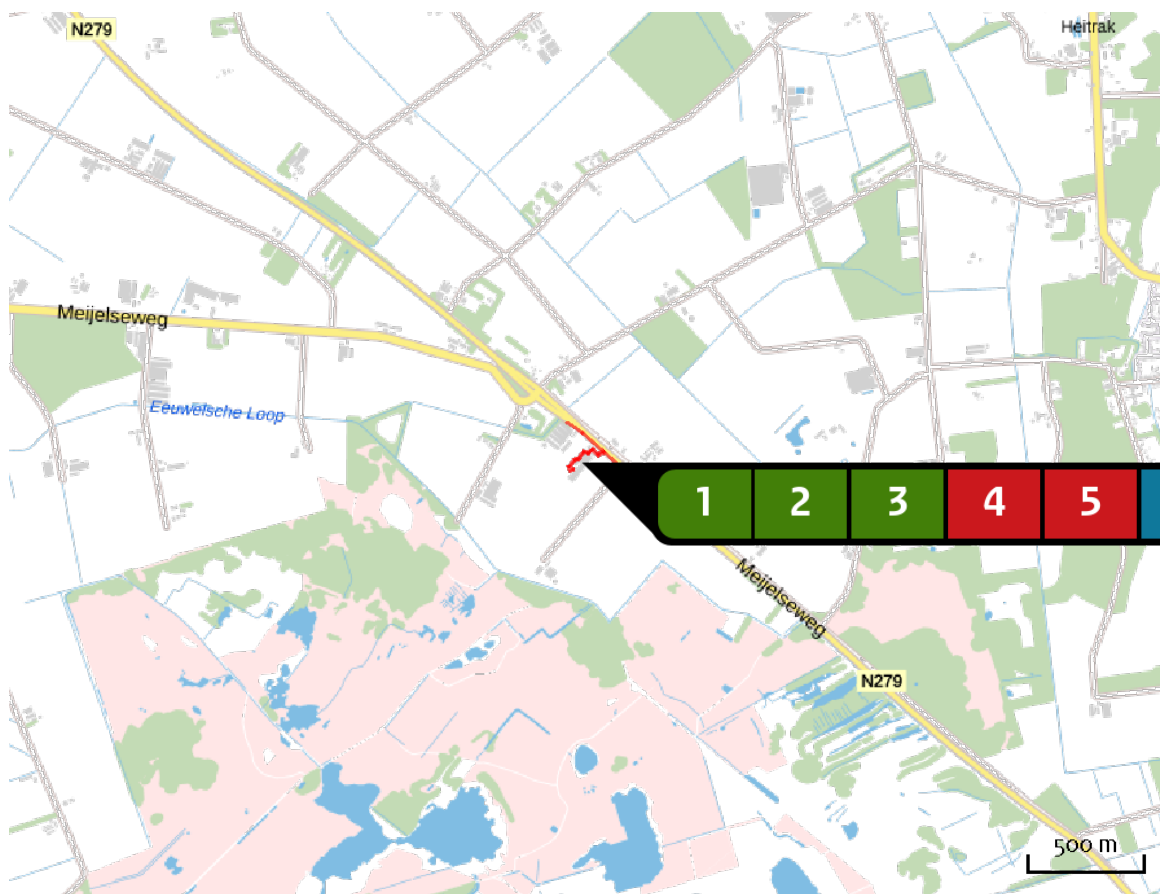 N279
Heitrak
Meijelseweg
Eeuwelsche Loop
1 2 3 4 5
Meijelseweg
N279
500 m